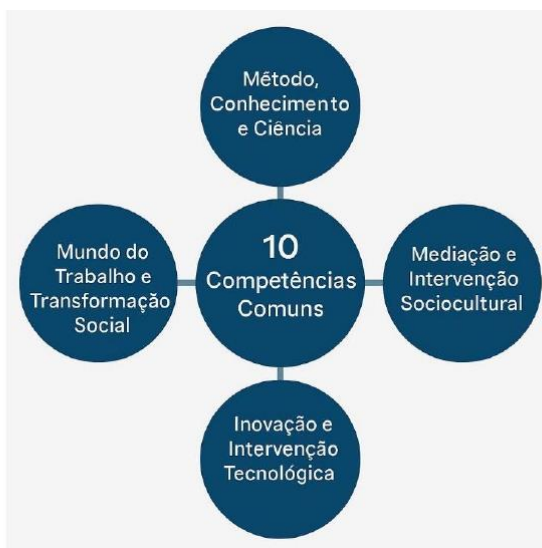 Método,
Conhecimento
e Ciência
Mundo do
Trabalho e
Transformação
Social
10
Competências
Comuns
Mediação e
Intervenção
Sociocultural
Inovação e
Intervenção
Tecnológica